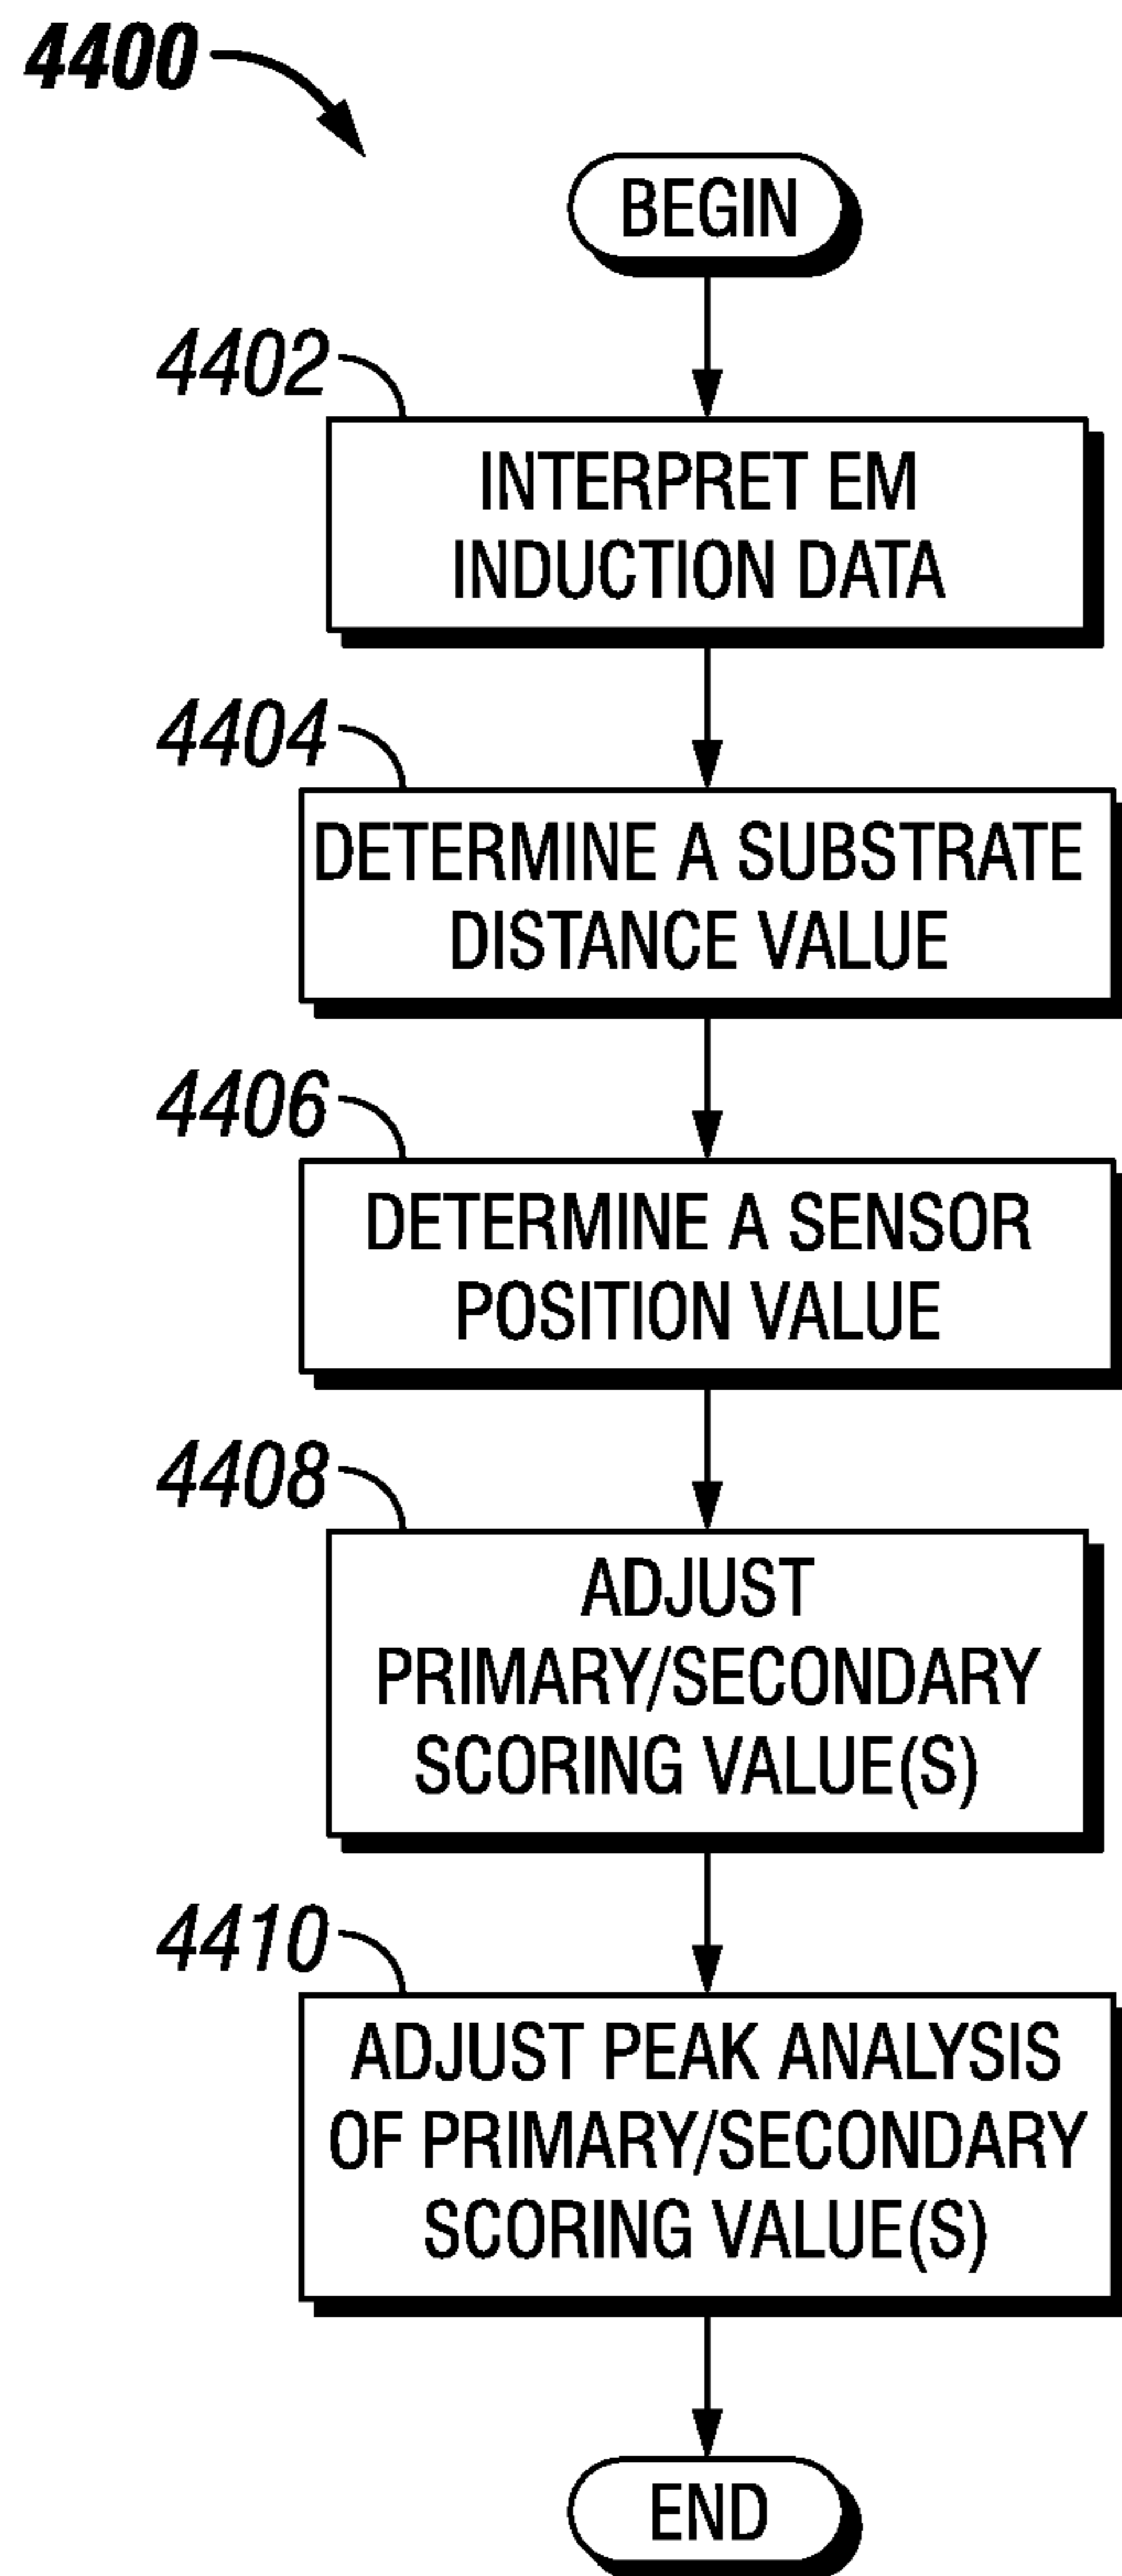 4400
BEGIN
4402
INTERPRET EM
INDUCTION DATA
4404
DETERMINE A SUBSTRATE
DISTANCE VALUE
4406
DETERMINE A SENSOR
POSITION VALUE
4408
ADJUST
PRIMARY/SECONDARY
SCORING VALUE(S)
4410
ADJUST PEAK ANALYSIS
OF PRIMARY/SECONDARY
SCORING VALUE(S)
END